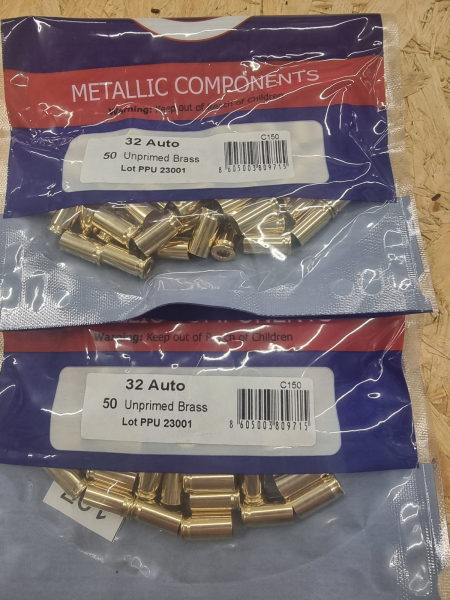 METALLIC COMPONENTS
Warning: Keep out of Reach of Children
32 Auto
C150
50 Unprimed Brass
Lot PPU 23001
8 605003 809715
METALLIC COMPONENTS
Warning: Keep out of Reach of Children
32 Auto
C150
50 Unprimed Brass
Lot PPU 23001
8 605003 809715